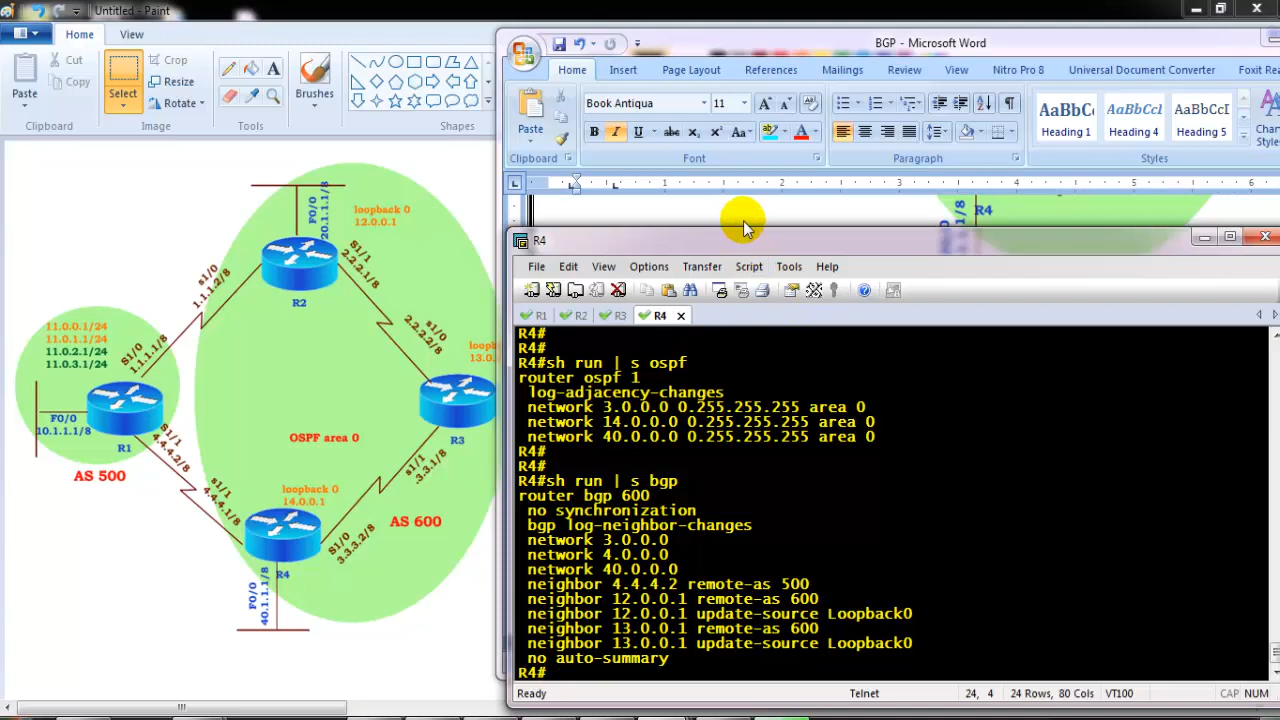 Untitled - Paint
Home
View
Paste
Cut
Copy
Clipboard
Select
Crop
Resize
Rotate
Image
A
Tools
Brushes
Shapes
BGP - Microsoft Word
Home
Insert
Page Layout
References
Mailings
Review
View
Nitro Pro 8
Universal Document Converter
Foxit Rea
Paste
Clipboard
Book Antiqua
11
Font
Paragraph
AaBbC
Heading 1
AaBbCc
Heading 4
AaBbCcI
Heading 5
Styles
1
2
3
4
5
6
R4
F0/0
20.1.1.1/8
loopback 0
12.0.0.1
s1/0
1.1.1.2/8
S1/1
2.2.2.1/8
R2
11.0.0.1/24
11.0.1.1/24
11.0.2.1/24
11.0.3.1/24
S1/0
1.1.1.1/8
s1/0
2.2.2.2/8
13.0.
F0/0
10.1.1.1/8
R1
AS 500
S1/1
4.4.4.2/8
s1/1
4.4.4.1/8
OSPF area 0
R3
s1/1
.3.3.1/8
loopback 0
14.0.0.1
AS 600
S1/0
3.3.3.2/8
R4
F0/0
40.1.1.1/8
R4
File
Edit
View
Options
Transfer
Script
Tools
Help
R1
R2
R3
R4
R4#
R4#
R4#sh run | s ospf
router ospf 1
log-adjacency-changes
network 3.0.0.0 0.255.255.255 area 0
network 14.0.0.0 0.255.255.255 area 0
network 40.0.0.0 0.255.255.255 area 0
R4#
R4#
R4#sh run | s bgp
router bgp 600
no synchronization
bgp log-neighbor-changes
network 3.0.0.0
network 4.0.0.0
network 40.0.0.0
neighbor 4.4.4.2 remote-as 500
neighbor 12.0.0.1 remote-as 600
neighbor 12.0.0.1 update-source Loopback0
neighbor 13.0.0.1 remote-as 600
neighbor 13.0.0.1 update-source Loopback0
no auto-summary
R4#
Ready
Telnet
24, 4
24 Rows, 80 Cols
VT100
CAP NUM